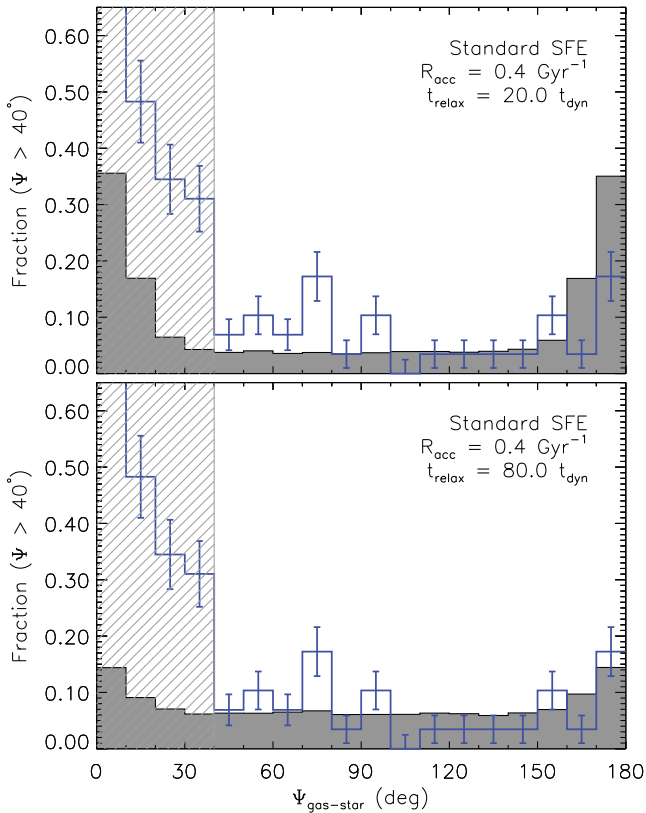 Standard SFE
R_acc = 0.4 Gyr⁻¹
t_relax = 20.0 t_dyn
Fraction (Ψ > 40°)
0.60
0.50
0.40
0.30
0.20
0.10
0.00
Standard SFE
R_acc = 0.4 Gyr⁻¹
t_relax = 80.0 t_dyn
Fraction (Ψ > 40°)
0.60
0.50
0.40
0.30
0.20
0.10
0.00
0 30 60 90 120 150 180
Ψ_gas−star (deg)